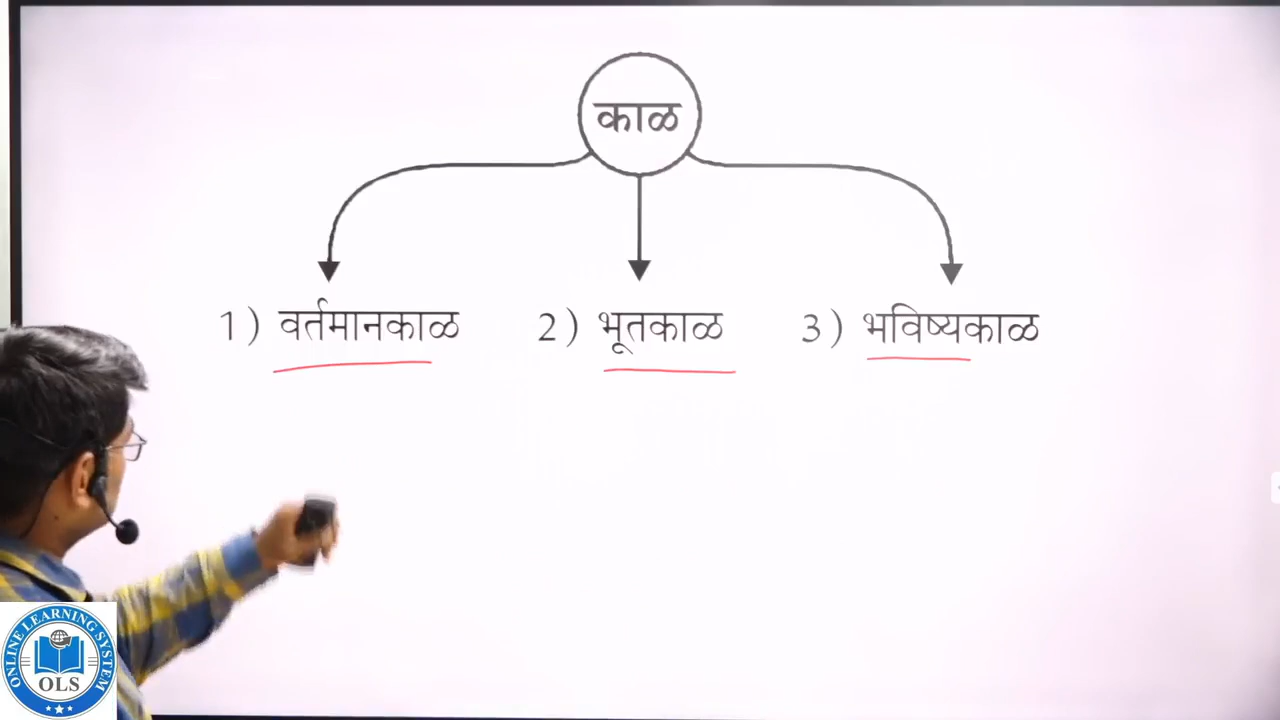 काळ
1) वर्तमानकाळ 2) भूतकाळ 3) भविष्यकाळ
ONLINE LEARNING SYSTEM
OLS